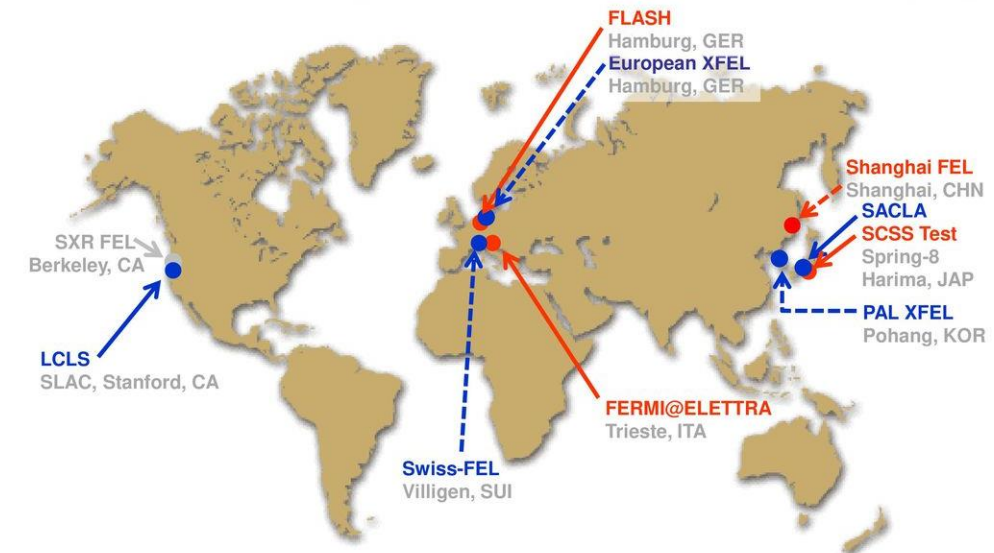 FLASH
Hamburg, GER
European XFEL
Hamburg, GER
Shanghai FEL
Shanghai, CHN
SACLA
SCSS Test
Spring-8
Harima, JAP
PAL XFEL
Pohang, KOR
SXR FEL
Berkeley, CA
LCLS
SLAC, Stanford, CA
FERMI@ELETTRA
Trieste, ITA
Swiss-FEL
Villigen, SUI